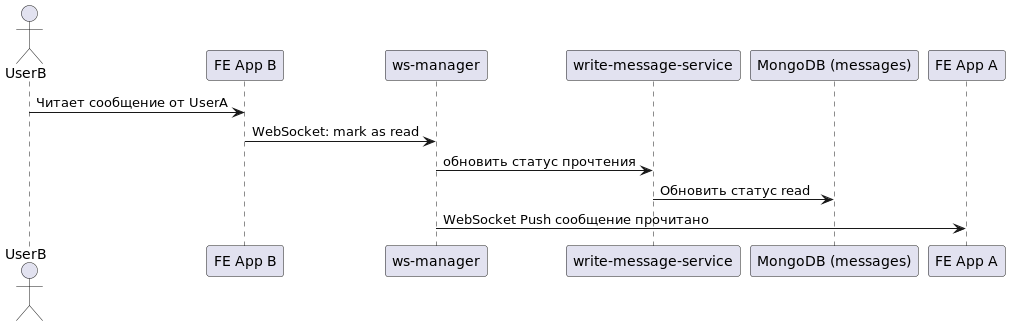 UserB
FE App B
ws-manager
write-message-service
MongoDB (messages)
FE App A
Читает сообщение от UserA
WebSocket: mark as read
обновить статус прочтения
Обновить статус read
WebSocket Push сообщение прочитано
UserB
FE App B
ws-manager
write-message-service
MongoDB (messages)
FE App A